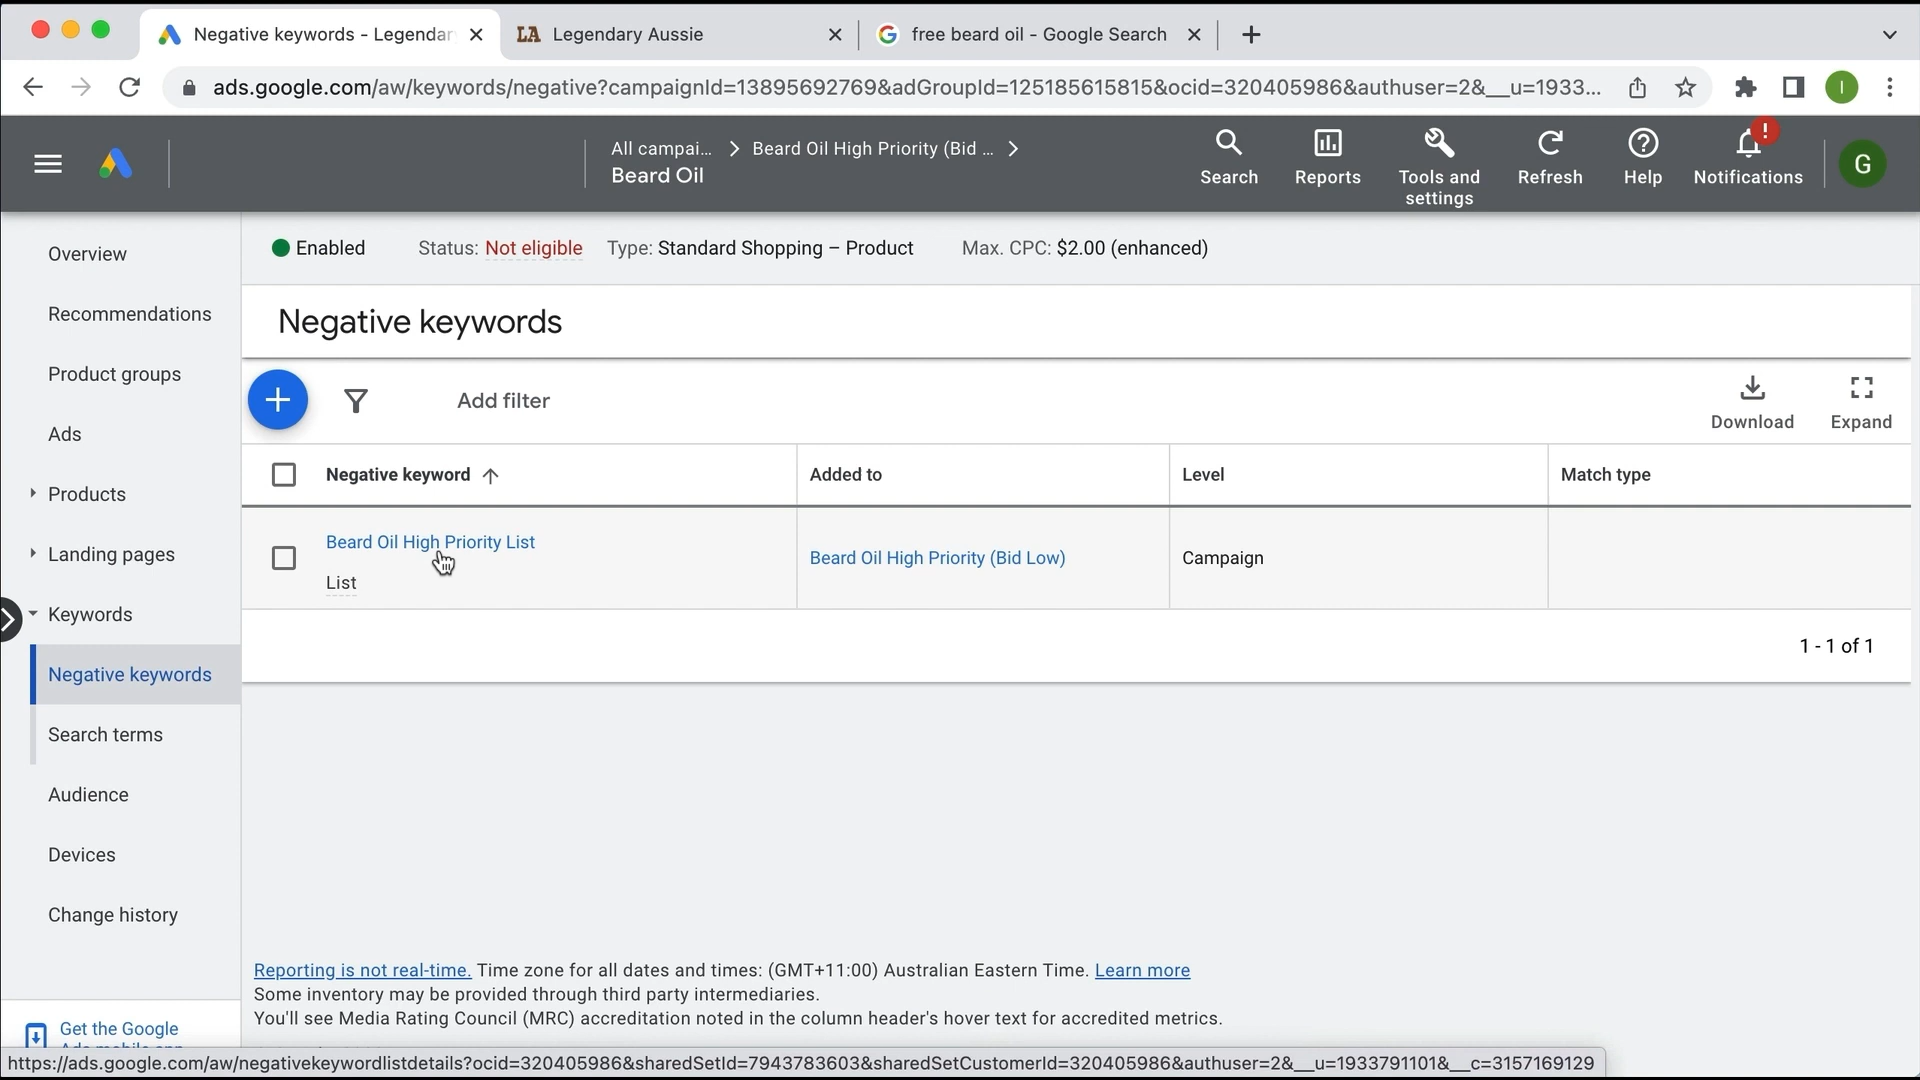 Negative keywords - Legendar
LA Legendary Aussie
free beard oil - Google Search
ads.google.com/aw/keywords/negative?campaignId=13895692769&adGroupId=125185615815&ocid=320405986&authuser=2&__u=1933...
I
All campai...
Beard Oil High Priority (Bid ...
Beard Oil
Search
Reports
Tools and
settings
Refresh
Help
!
Notifications
G
Overview
Recommendations
Product groups
Ads
Products
Landing pages
Keywords
Negative keywords
Search terms
Audience
Devices
Change history
Get the Google
Ads mobile app
Enabled
Status: Not eligible
Type: Standard Shopping – Product
Max. CPC: $2.00 (enhanced)
Negative keywords
Add filter
Download
Expand
Negative keyword
Added to
Level
Match type
Beard Oil High Priority List
List
Beard Oil High Priority (Bid Low)
Campaign
1 - 1 of 1
Reporting is not real-time. Time zone for all dates and times: (GMT+11:00) Australian Eastern Time. Learn more
Some inventory may be provided through third party intermediaries.
You'll see Media Rating Council (MRC) accreditation noted in the column header's hover text for accredited metrics.
https://ads.google.com/aw/negativekeywordlistdetails?ocid=320405986&sharedSetId=7943783603&sharedSetCustomerId=320405986&authuser=2&__u=1933791101&__c=3157169129